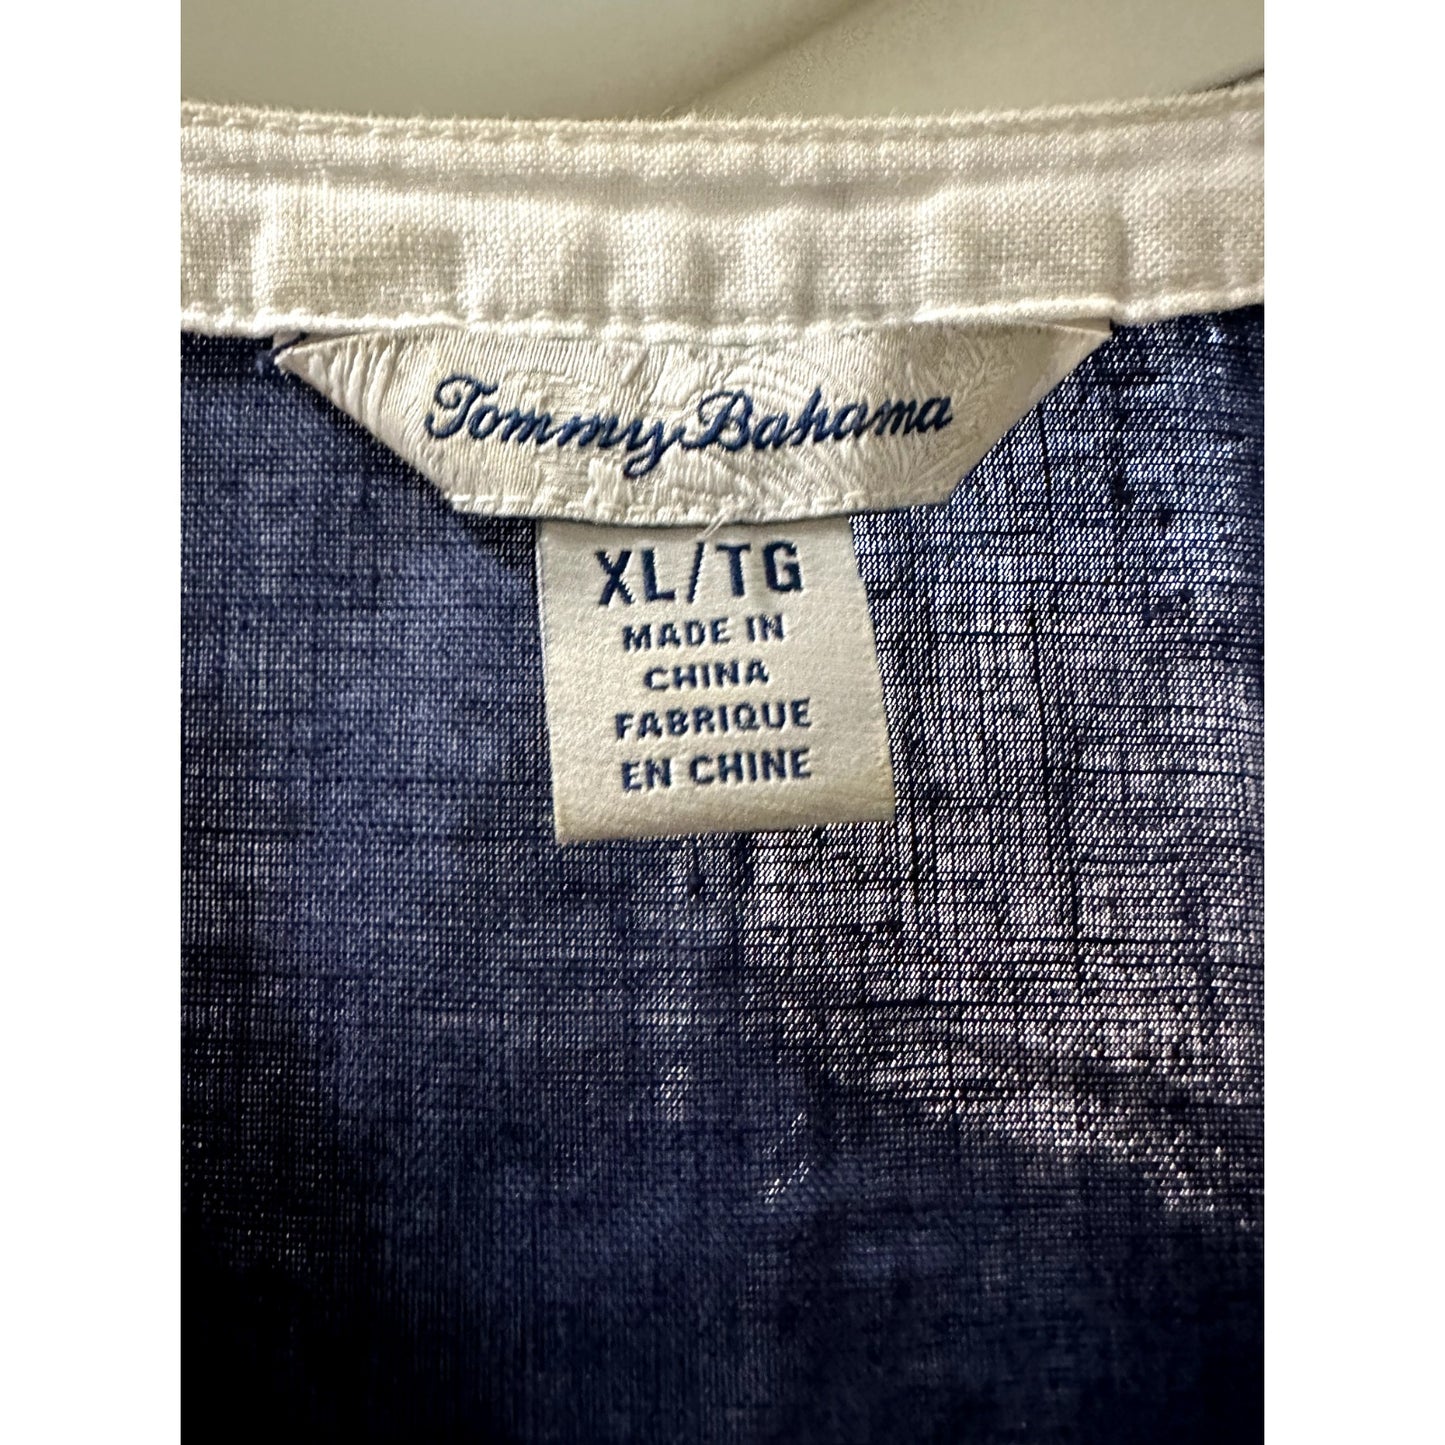 Tommy Bahama
XL/TG
MADE IN
CHINA
FABRIQUE
EN CHINE